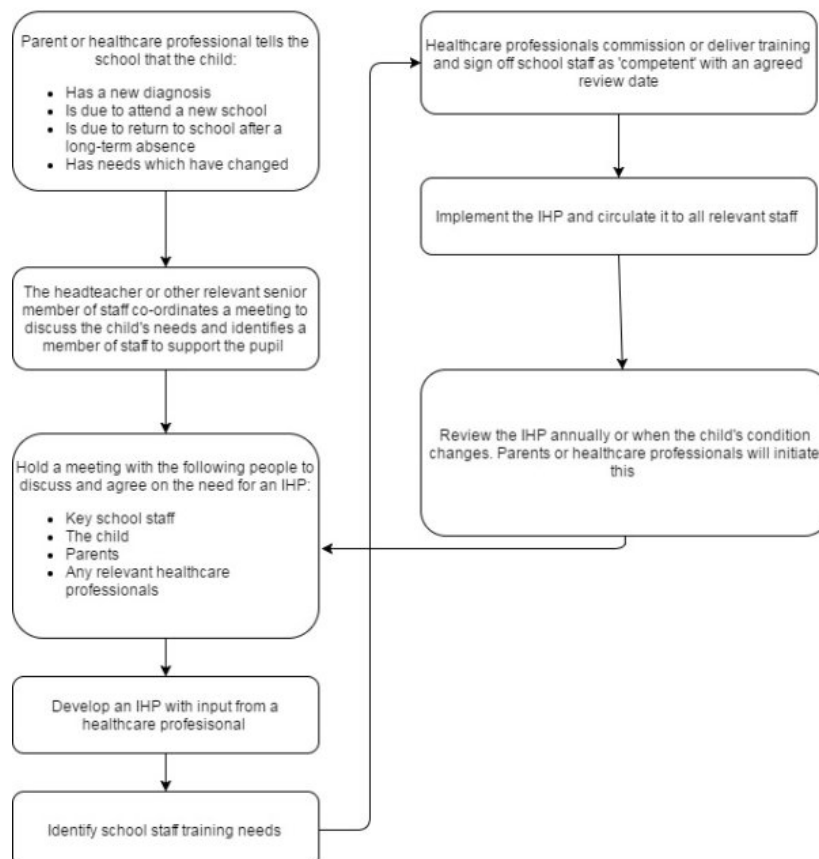 Parent or healthcare professional tells the
school that the child:
• Has a new diagnosis
• Is due to attend a new school
• Is due to return to school after a
long-term absence
• Has needs which have changed
The headteacher or other relevant senior
member of staff co-ordinates a meeting to
discuss the child's needs and identifies a
member of staff to support the pupil
Hold a meeting with the following people to
discuss and agree on the need for an IHP:
• Key school staff
• The child
• Parents
• Any relevant healthcare
professionals
Develop an IHP with input from a
healthcare profesisonal
Identify school staff training needs
Healthcare professionals commission or deliver training
and sign off school staff as 'competent' with an agreed
review date
Implement the IHP and circulate it to all relevant staff
Review the IHP annually or when the child's condition
changes. Parents or healthcare professionals will initiate
this